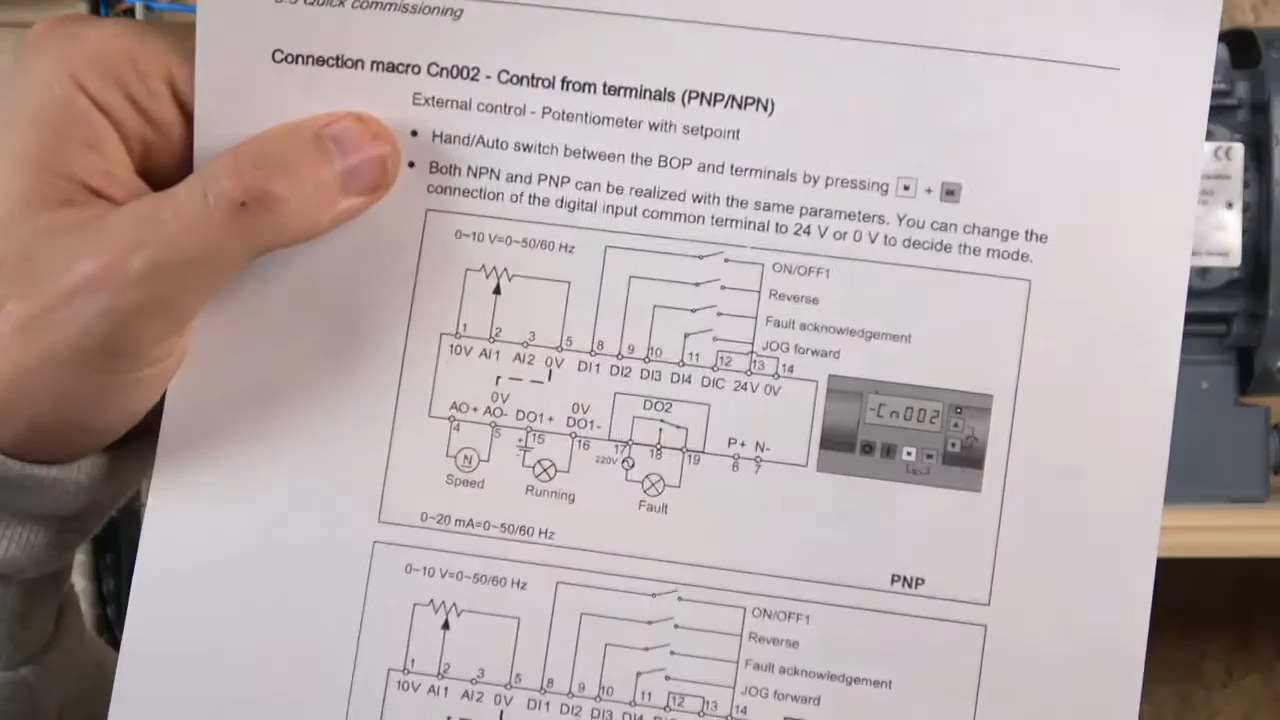 5.5 Quick commissioning
Connection macro Cn002 - Control from terminals (PNP/NPN)
External control - Potentiometer with setpoint
• Hand/Auto switch between the BOP and terminals by pressing M +
• Both NPN and PNP can be realized with the same parameters. You can change the
connection of the digital input common terminal to 24 V or 0 V to decide the mode.
0~10 V=0~50/60 Hz
ON/OFF1
Reverse
Fault acknowledgement
JOG forward
1 2 3 5 8 9 10 11 12 13 14
10V AI1 AI2 0V DI1 DI2 DI3 DI4 DIC 24V 0V
0V 0V DO2
AO+ AO- DO1+ DO1- P+ N-
4 5 15 16 17 18 19 6 7
220V
N
Speed Running Fault
-Cn002
0~20 mA=0~50/60 Hz
PNP
0~10 V=0~50/60 Hz
ON/OFF1
Reverse
Fault acknowledgement
JOG forward
1 2 3 5 8 9 10 11 12 13 14
10V AI1 AI2 0V DI1 DI2 DI3 DI4
CE